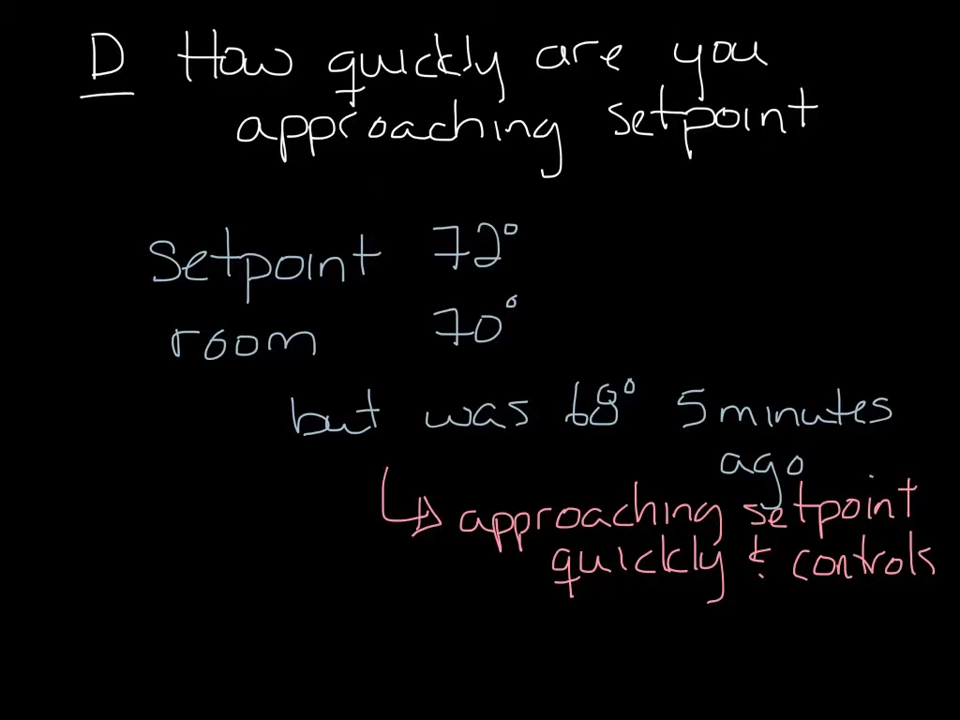 D How quickly are you
approaching setpoint
setpoint 72°
room 70°
but was 68° 5 minutes
ago
approaching setpoint
quickly & controls